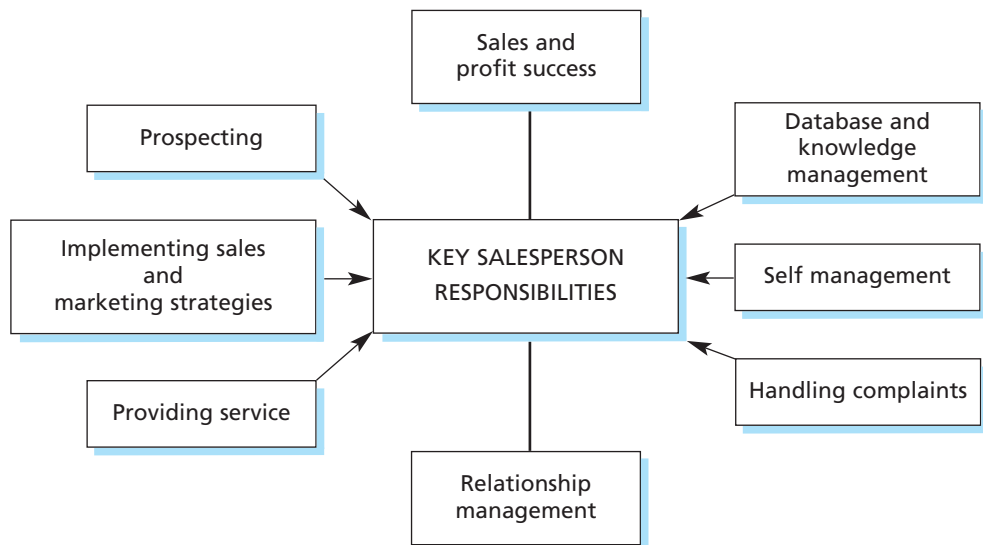 Sales and
profit success
Prospecting
Database and
knowledge
management
Implementing sales
and
marketing strategies
KEY SALESPERSON
RESPONSIBILITIES
Self management
Providing service
Handling complaints
Relationship
management